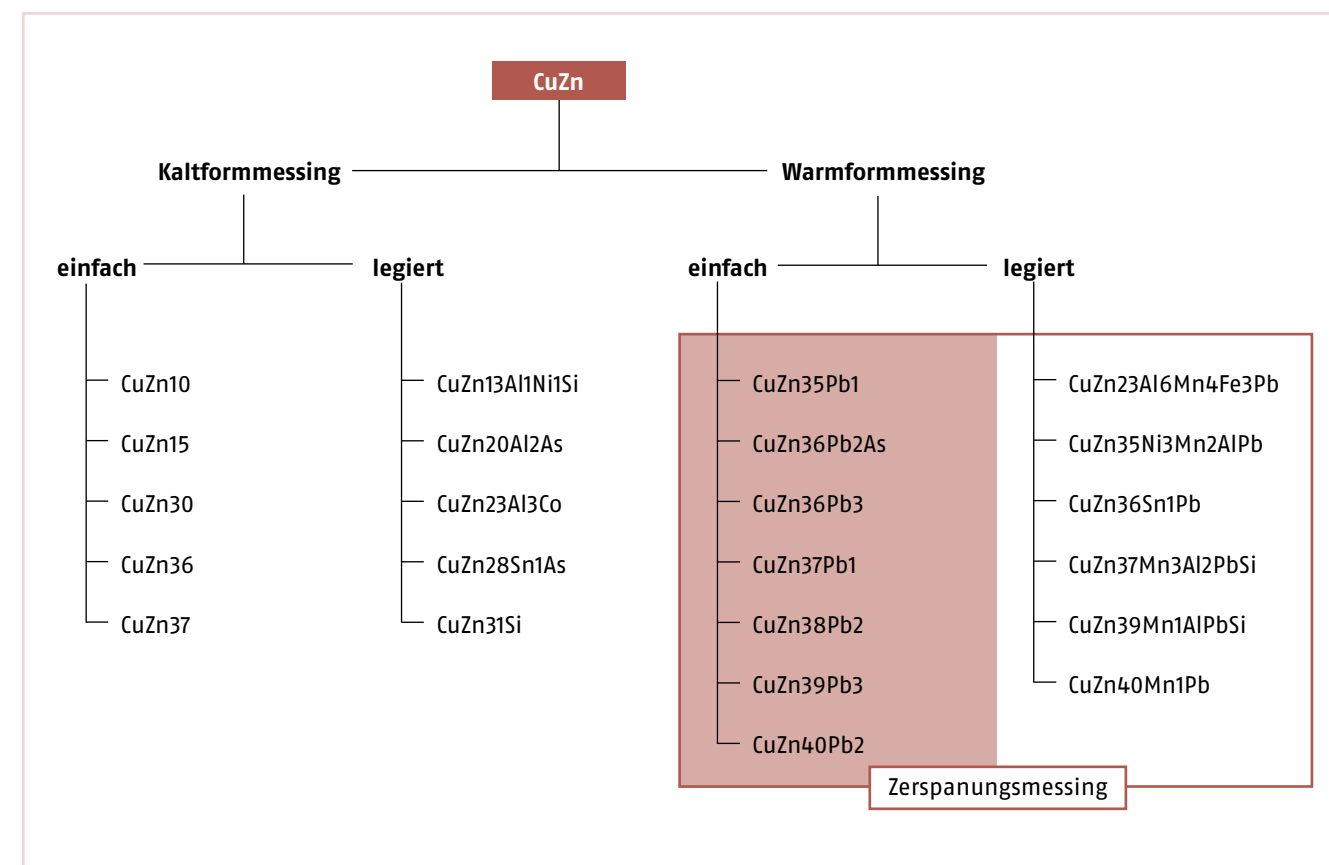 CuZn
Kaltformmessing
Warmformmessing
einfach
legiert
einfach
legiert
CuZn10
CuZn15
CuZn30
CuZn36
CuZn37
CuZn13Al1Ni1Si
CuZn20Al2As
CuZn23Al3Co
CuZn28Sn1As
CuZn31Si
CuZn35Pb1
CuZn36Pb2As
CuZn36Pb3
CuZn37Pb1
CuZn38Pb2
CuZn39Pb3
CuZn40Pb2
CuZn23Al6Mn4Fe3Pb
CuZn35Ni3Mn2AlPb
CuZn36Sn1Pb
CuZn37Mn3Al2PbSi
CuZn39Mn1AlPbSi
CuZn40Mn1Pb
Zerspanungsmessing